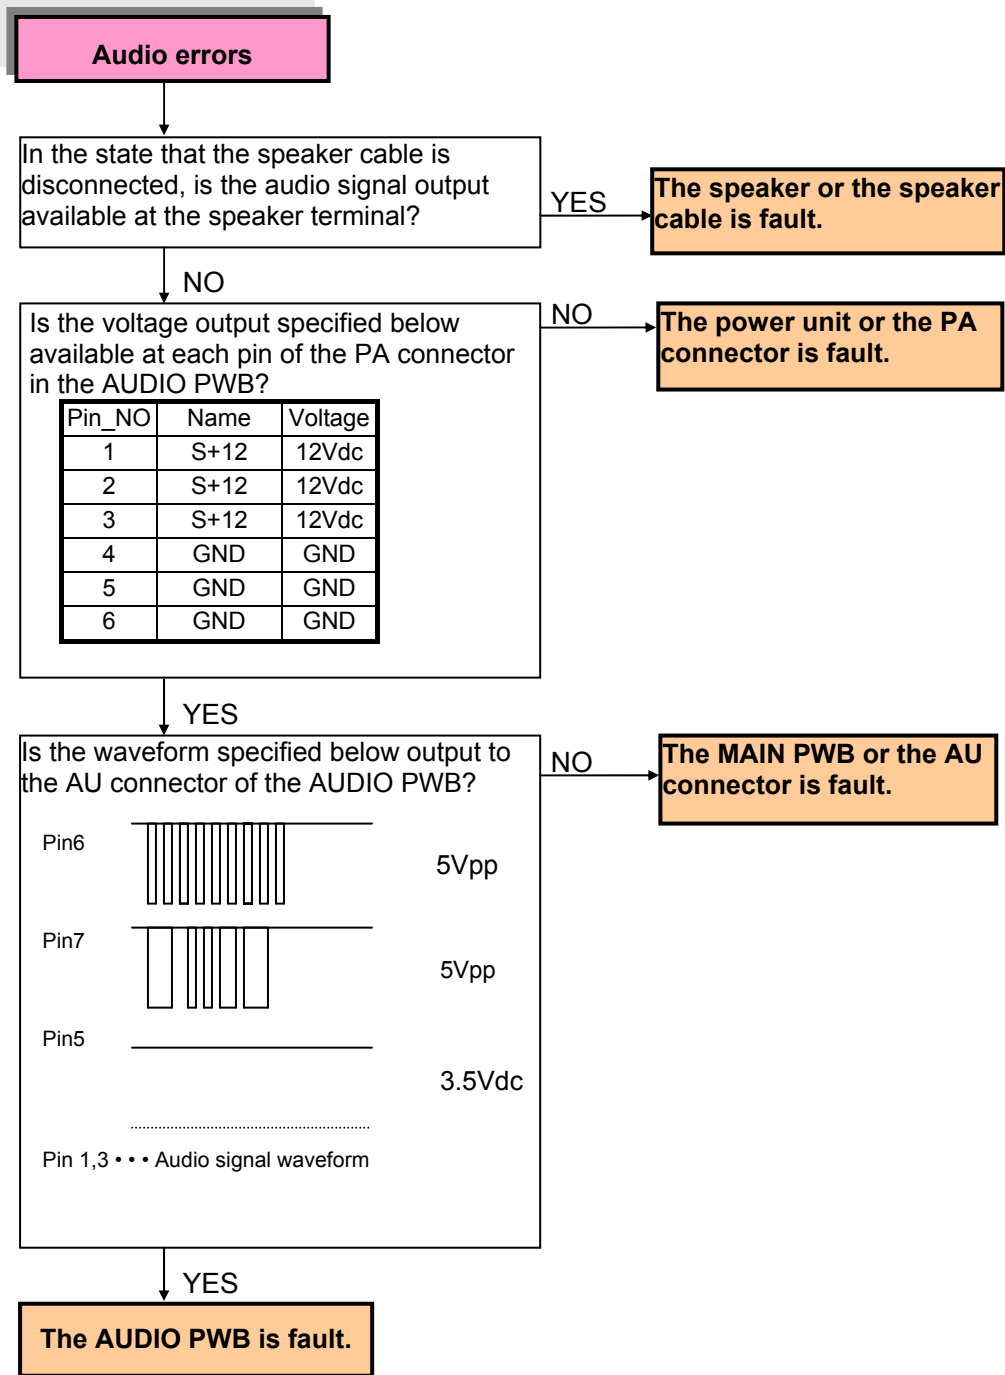 Audio errors
In the state that the speaker cable is
disconnected, is the audio signal output
available at the speaker terminal?
YES
The speaker or the speaker
cable is fault.
NO
Is the voltage output specified below
available at each pin of the PA connector
in the AUDIO PWB?
NO
The power unit or the PA
connector is fault.
Pin_NO Name Voltage
1 S+12 12Vdc
2 S+12 12Vdc
3 S+12 12Vdc
4 GND GND
5 GND GND
6 GND GND
YES
Is the waveform specified below output to
the AU connector of the AUDIO PWB?
NO
The MAIN PWB or the AU
connector is fault.
Pin6
5Vpp
Pin7
5Vpp
Pin5
3.5Vdc
Pin 1,3 • • • Audio signal waveform
YES
The AUDIO PWB is fault.